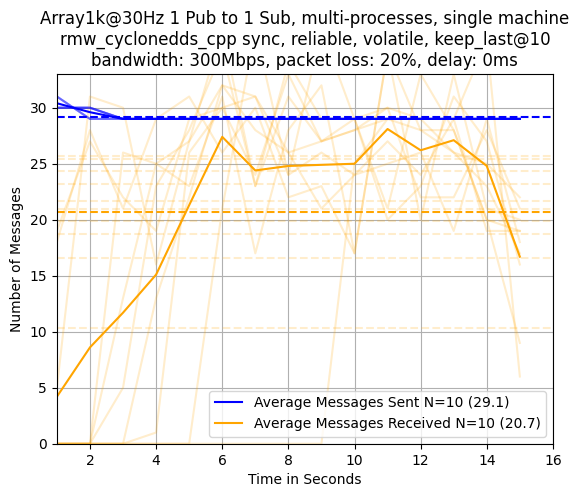 Array1k@30Hz 1 Pub to 1 Sub, multi-processes, single machine
rmw_cyclonedds_cpp sync, reliable, volatile, keep_last@10
bandwidth: 300Mbps, packet loss: 20%, delay: 0ms
Number of Messages
30
25
20
15
10
5
0
Average Messages Sent N=10 (29.1)
Average Messages Received N=10 (20.7)
2 4 6 8 10 12 14 16
Time in Seconds